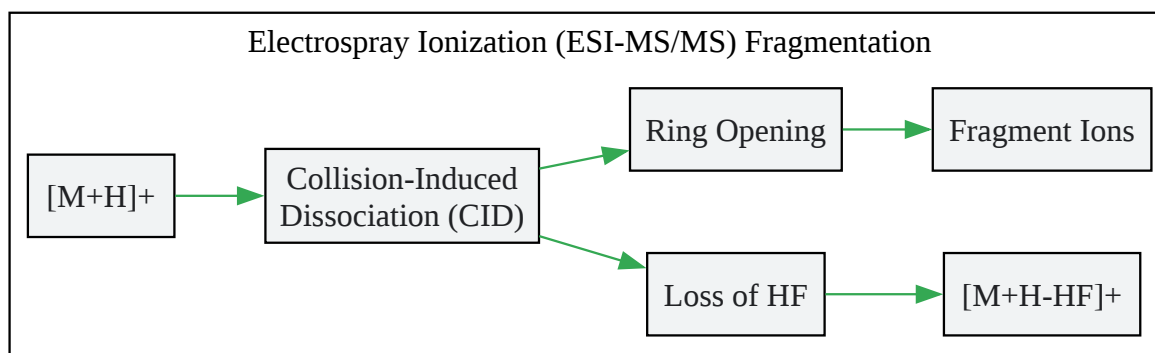 Electrospray Ionization (ESI-MS/MS) Fragmentation
[M+H]+
Collision-Induced
Dissociation (CID)
Ring Opening
Fragment Ions
Loss of HF
[M+H-HF]+